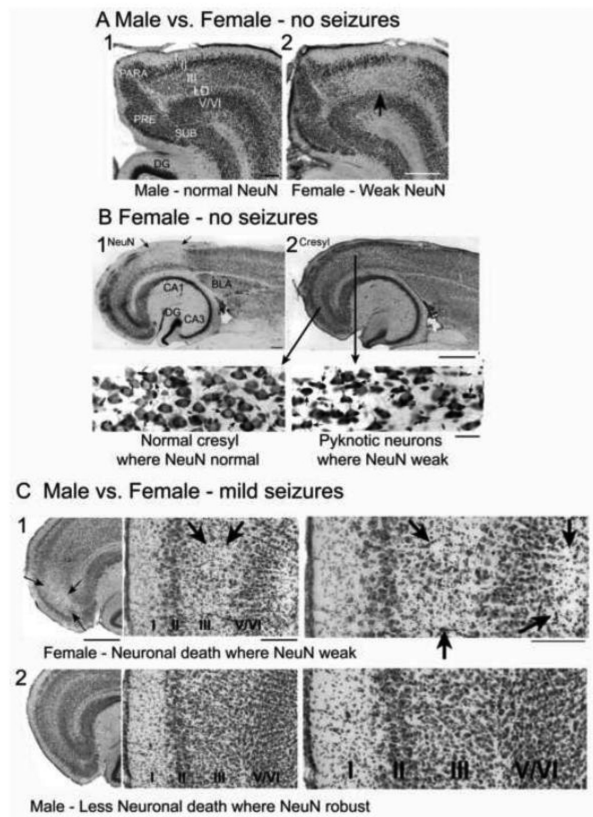 A Male vs. Female - no seizures
1
2
II
III
LD
V/VI
PARA
PRE
SUB
DG
Male - normal NeuN
Female - Weak NeuN
B Female - no seizures
1 NeuN
2 Cresyl
CA1
BLA
DG
CA3
Normal cresyl
where NeuN normal
Pyknotic neurons
where NeuN weak
C Male vs. Female - mild seizures
1
I II III V/VI
Female - Neuronal death where NeuN weak
2
I II III V/VI
I II III V/VI
Male - Less Neuronal death where NeuN robust